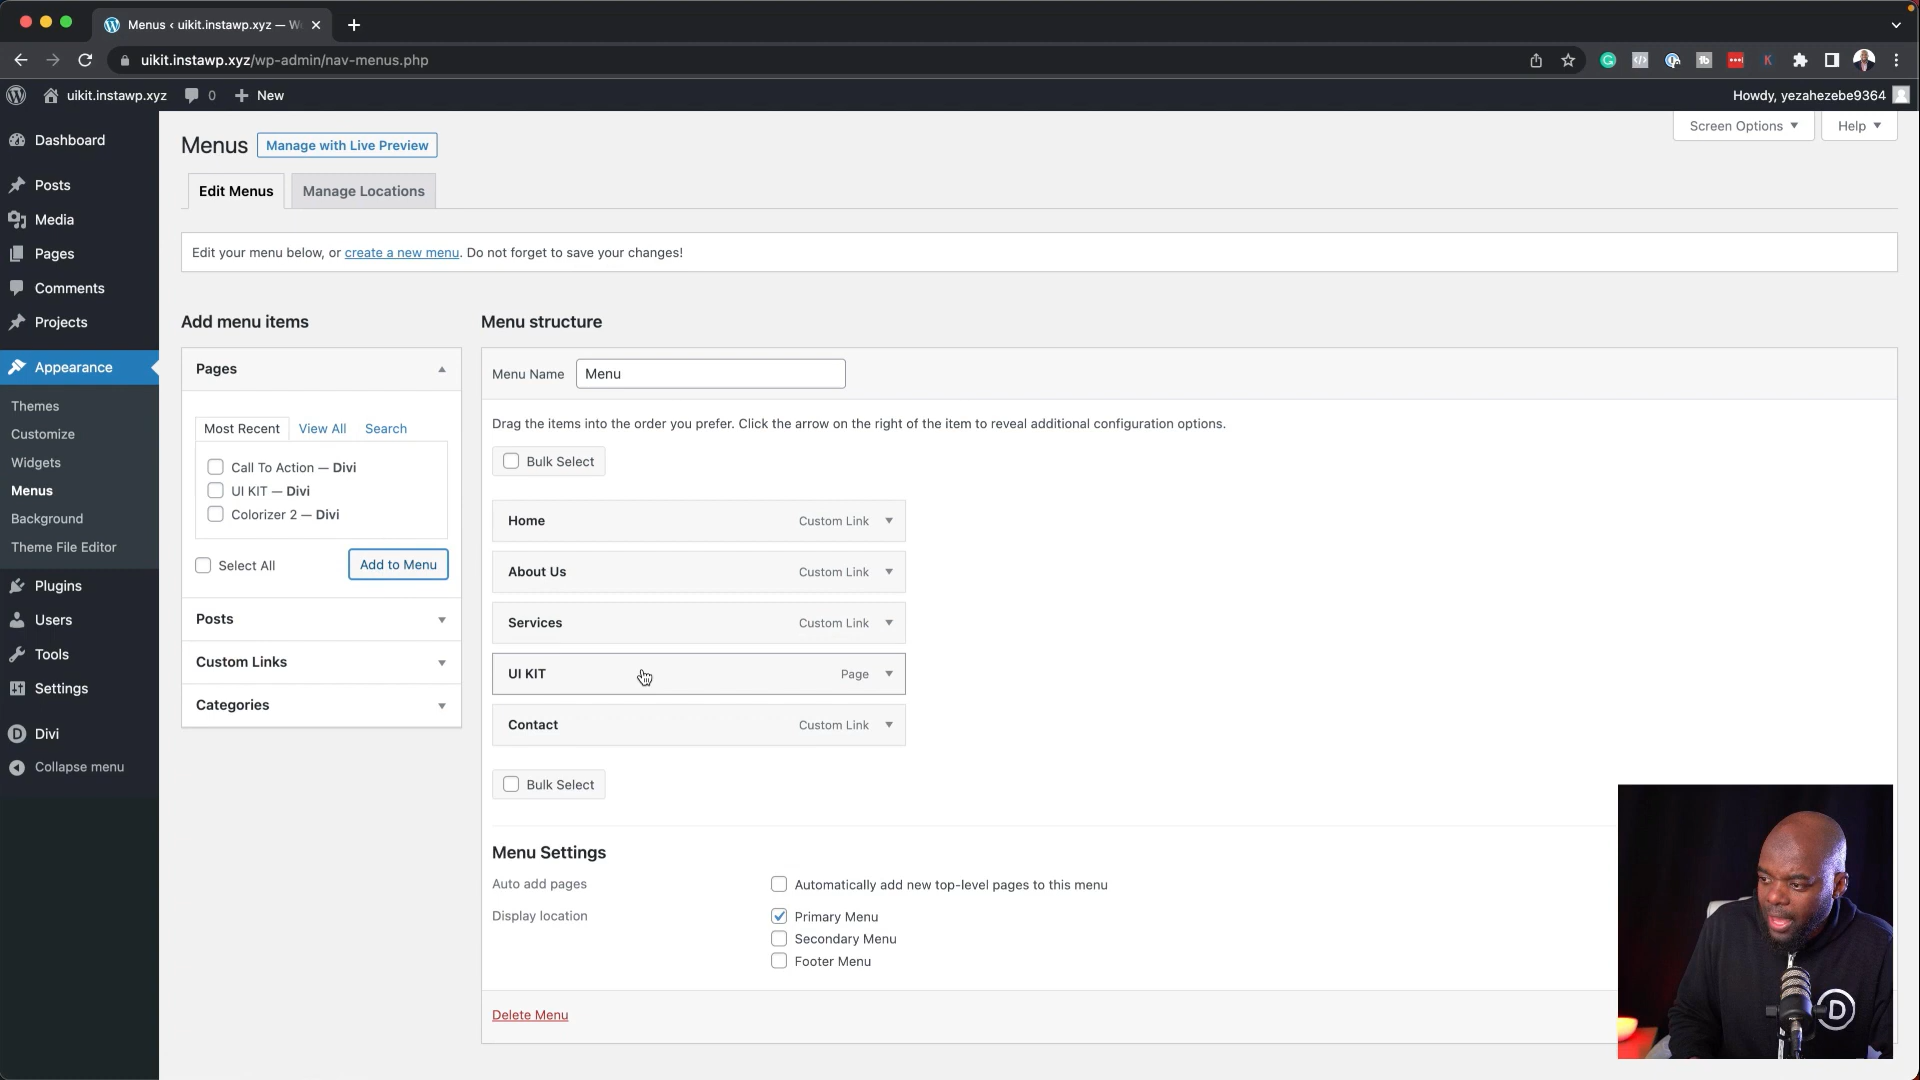 Menus ‹ uikit.instawp.xyz — W
uikit.instawp.xyz/wp-admin/nav-menus.php
uikit.instawp.xyz
0
New
Howdy, yezahezebe9364
Dashboard
Posts
Media
Pages
Comments
Projects
Appearance
Themes
Customize
Widgets
Menus
Background
Theme File Editor
Plugins
Users
Tools
Settings
Divi
Collapse menu
Screen Options
Help
Menus
Manage with Live Preview
Edit Menus
Manage Locations
Edit your menu below, or create a new menu. Do not forget to save your changes!
Add menu items
Pages
Most Recent
View All
Search
Call To Action — Divi
UI KIT — Divi
Colorizer 2 — Divi
Select All
Add to Menu
Posts
Custom Links
Categories
Menu structure
Menu Name
Menu
Drag the items into the order you prefer. Click the arrow on the right of the item to reveal additional configuration options.
Bulk Select
Home
Custom Link
About Us
Custom Link
Services
Custom Link
UI KIT
Page
Contact
Custom Link
Bulk Select
Menu Settings
Auto add pages
Automatically add new top-level pages to this menu
Display location
Primary Menu
Secondary Menu
Footer Menu
Delete Menu
D